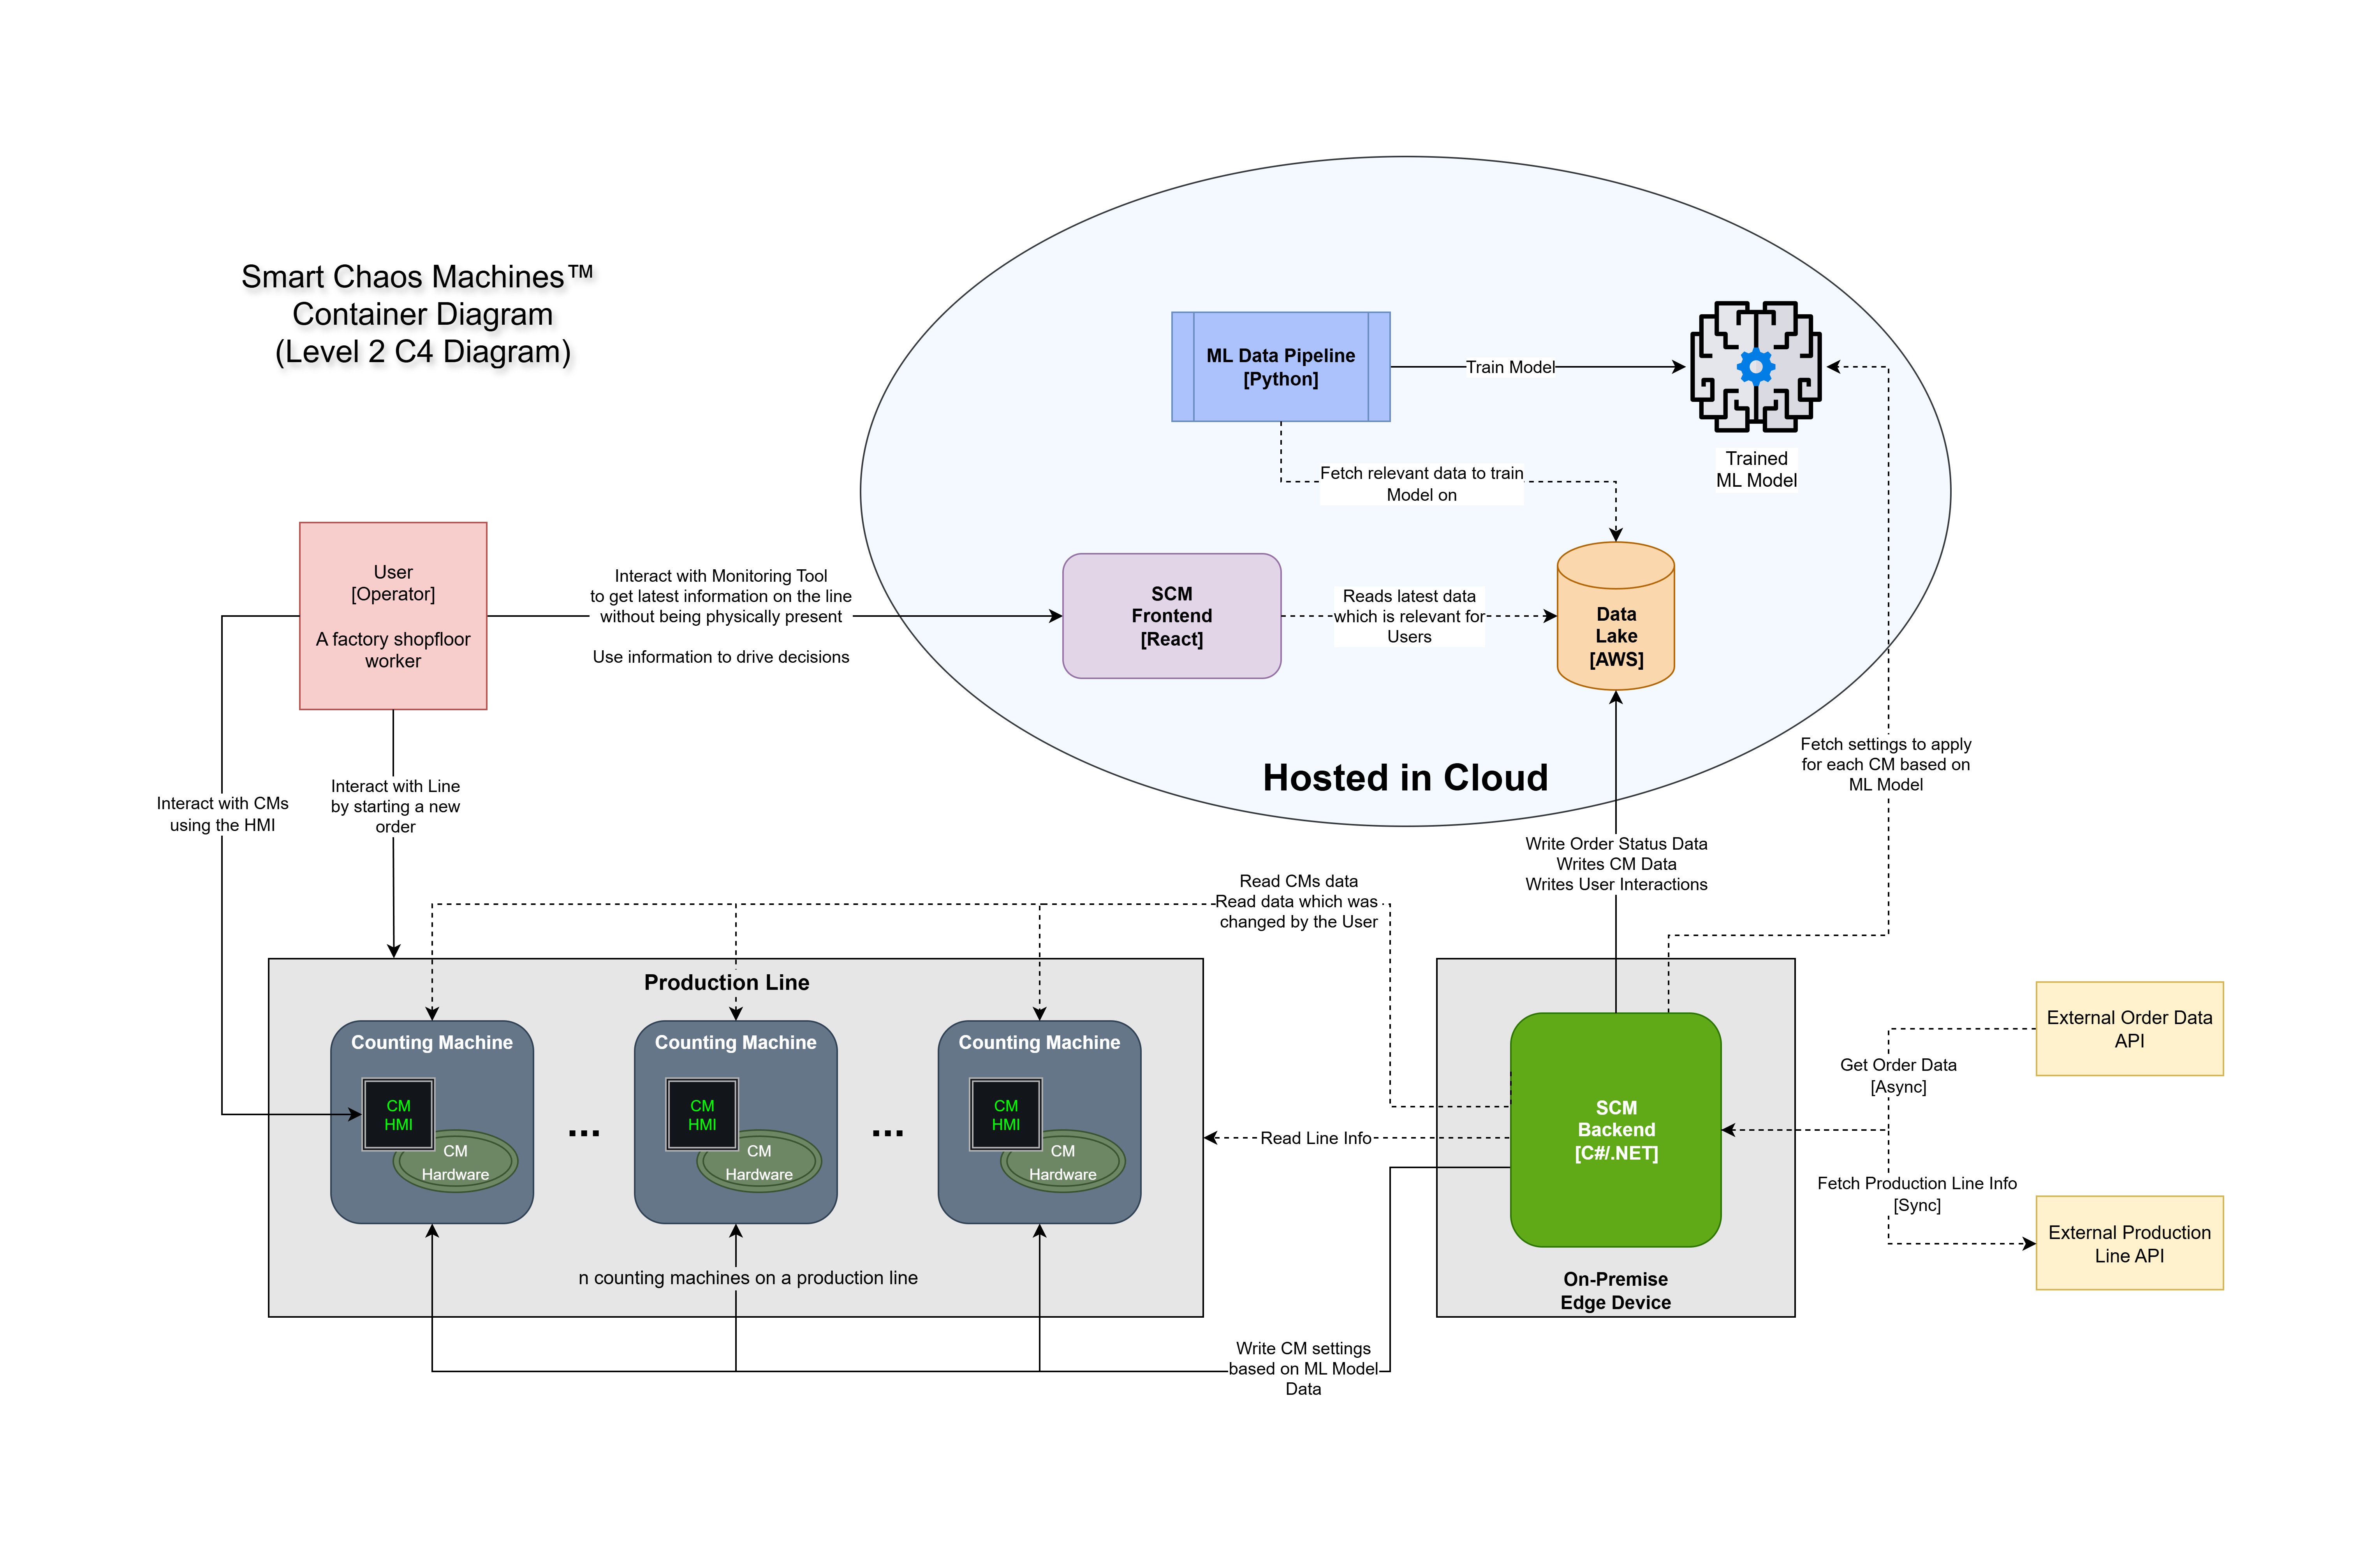 Smart Chaos Machines™
Container Diagram
(Level 2 C4 Diagram)
ML Data Pipeline
[Python]
Train Model
Trained
ML Model
Fetch relevant data to train
Model on
User
[Operator]
A factory shopfloor
worker
Interact with Monitoring Tool
to get latest information on the line
without being physically present
Use information to drive decisions
SCM
Frontend
[React]
Reads latest data
which is relevant for
Users
Data
Lake
[AWS]
Hosted in Cloud
Fetch settings to apply
for each CM based on
ML Model
Interact with CMs
using the HMI
Interact with Line
by starting a new
order
Write Order Status Data
Writes CM Data
Writes User Interactions
Read CMs data
Read data which was
changed by the User
Production Line
Counting Machine
CM
HMI
CM
Hardware
...
Counting Machine
CM
HMI
CM
Hardware
...
Counting Machine
CM
HMI
CM
Hardware
n counting machines on a production line
Read Line Info
SCM
Backend
[C#/.NET]
On-Premise
Edge Device
External Order Data
API
Get Order Data
[Async]
Fetch Production Line Info
[Sync]
External Production
Line API
Write CM settings
based on ML Model
Data